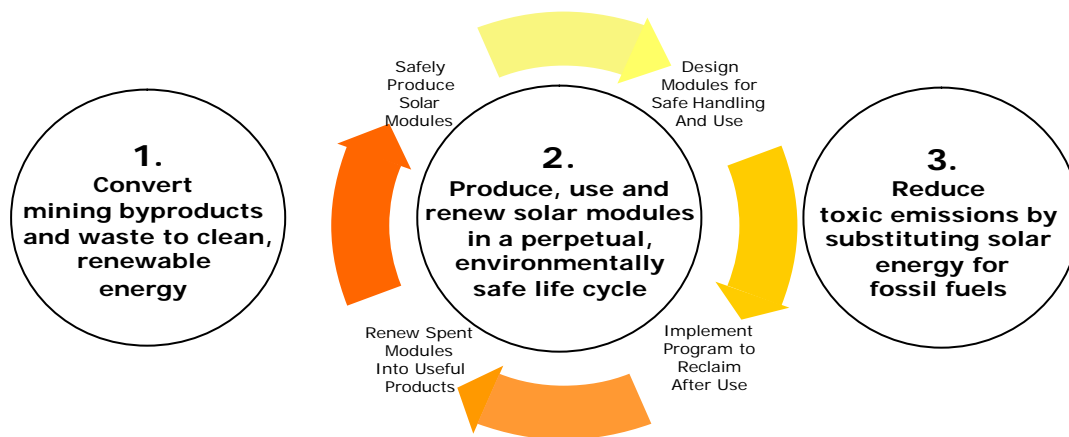 Safely
Produce
Solar
Modules
Design
Modules for
Safe Handling
And Use
1.
Convert
mining byproducts
and waste to clean,
renewable
energy
2.
Produce, use and
renew solar modules
in a perpetual,
environmentally
safe life cycle
3.
Reduce
toxic emissions by
substituting solar
energy for
fossil fuels
Renew Spent
Modules
Into Useful
Products
Implement
Program to
Reclaim
After Use